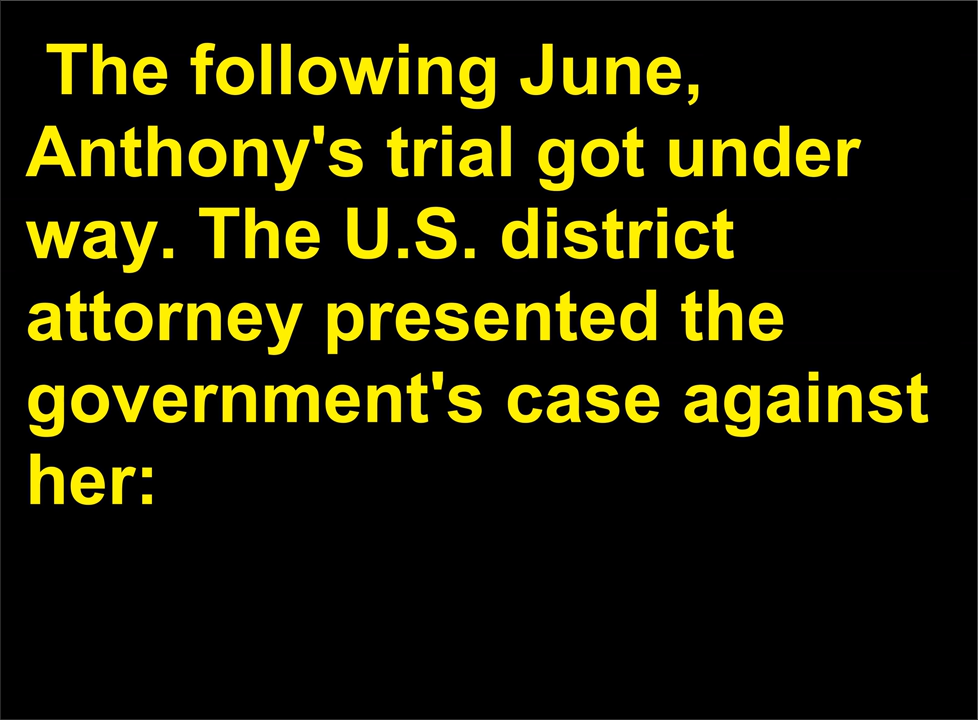 The following June,
Anthony's trial got under
way. The U.S. district
attorney presented the
government's case against
her: